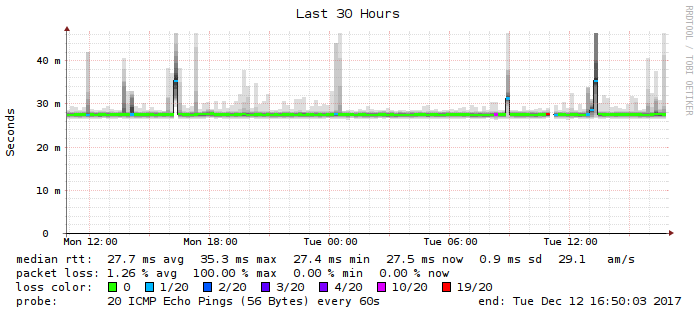 Last 30 Hours
RRDTOOL / TOBI OETIKER
Seconds
40 m
30 m
20 m
10 m
0
Mon 12:00 Mon 18:00 Tue 00:00 Tue 06:00 Tue 12:00
median rtt: 27.7 ms avg 35.3 ms max 27.4 ms min 27.5 ms now 0.9 ms sd 29.1 am/s
packet loss: 1.26 % avg 100.00 % max 0.00 % min 0.00 % now
loss color: 0 1/20 2/20 3/20 4/20 10/20 19/20
probe: 20 ICMP Echo Pings (56 Bytes) every 60s end: Tue Dec 12 16:50:03 2017